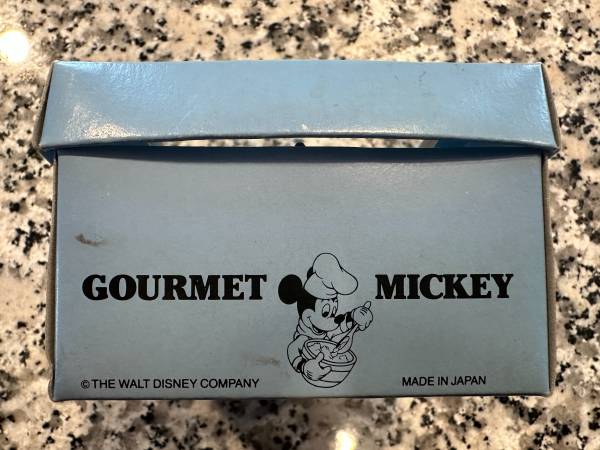 GOURMET MICKEY
© THE WALT DISNEY COMPANY
MADE IN JAPAN